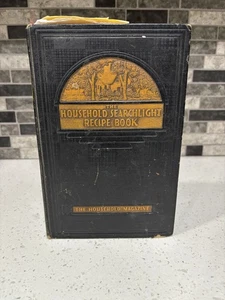 THE
HOUSEHOLD SEARCHLIGHT
RECIPE BOOK
THE HOUSEHOLD MAGAZINE